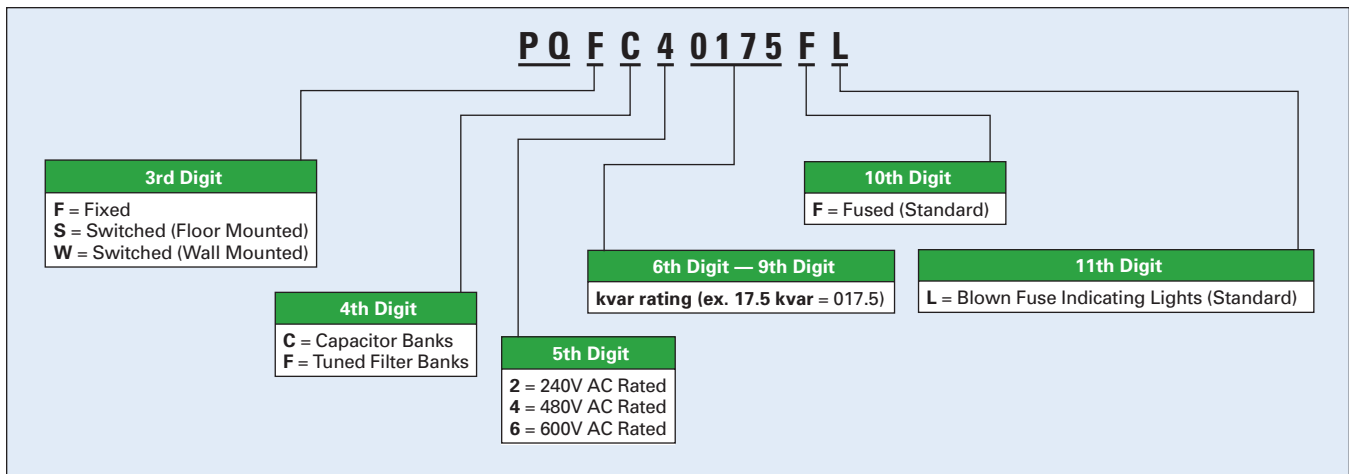 PQFC40175FL
3rd Digit
F = Fixed
S = Switched (Floor Mounted)
W = Switched (Wall Mounted)
4th Digit
C = Capacitor Banks
F = Tuned Filter Banks
5th Digit
2 = 240V AC Rated
4 = 480V AC Rated
6 = 600V AC Rated
6th Digit — 9th Digit
kvar rating (ex. 17.5 kvar = 017.5)
10th Digit
F = Fused (Standard)
11th Digit
L = Blown Fuse Indicating Lights (Standard)